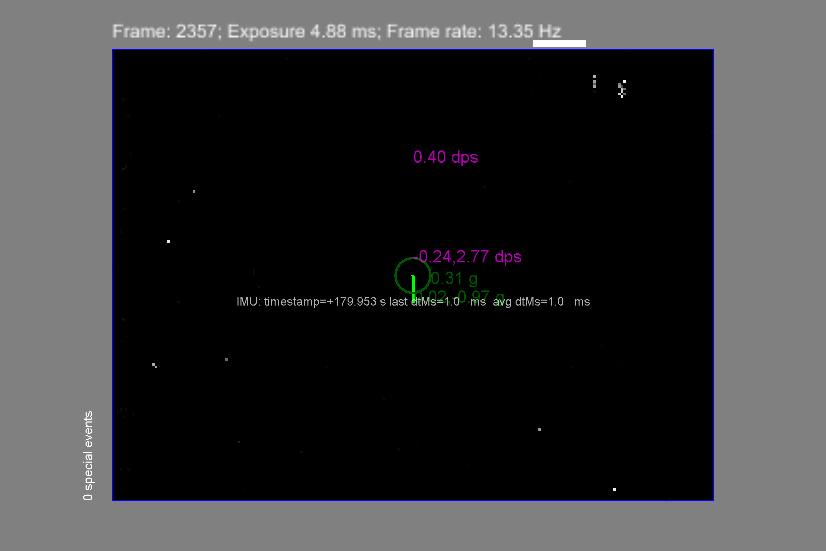 Frame: 2357; Exposure 4.88 ms; Frame rate: 13.35 Hz
0.40 dps
-0.24,2.77 dps
0.31 g
-0.97 g
IMU: timestamp=+179.953 s last dtMs=1.0 ms avg dtMs=1.0 ms
0 special events